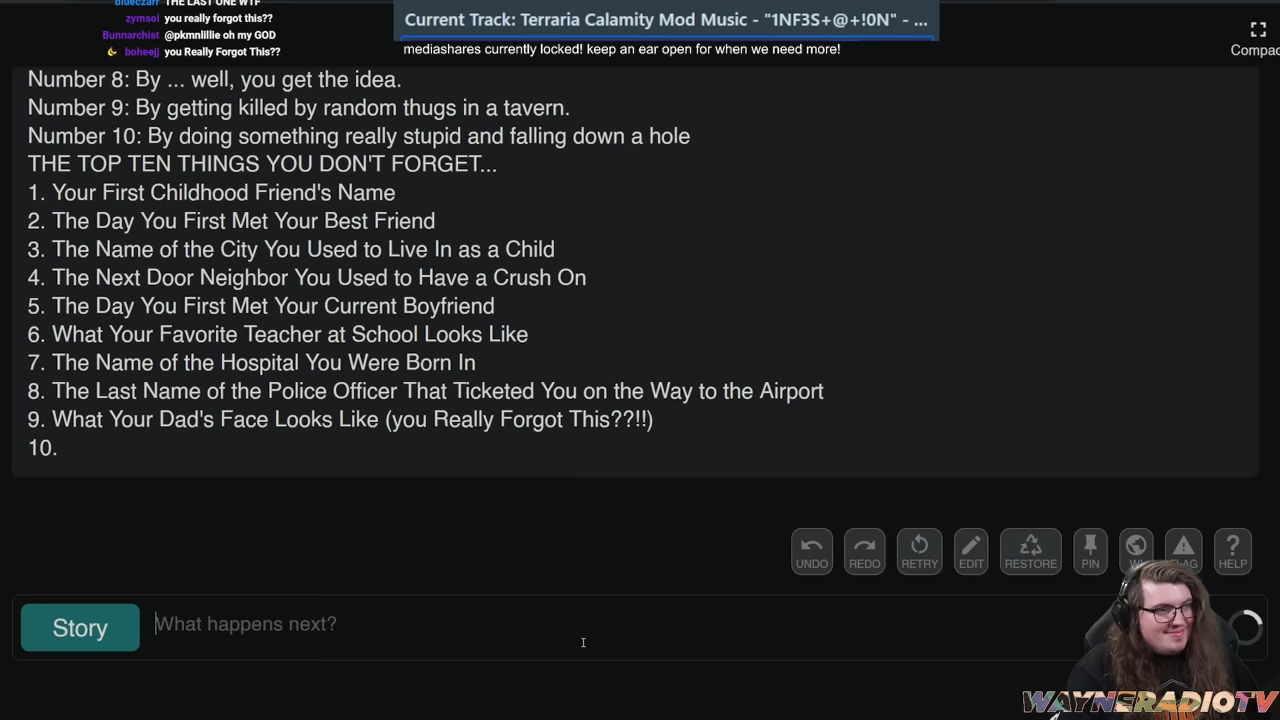 blueczarr THE LAST ONE WTF
zymsol you really forgot this??
Bunnarchist @pkmnlillie oh my GOD
boheejj you Really Forgot This??
Current Track: Terraria Calamity Mod Music - "1NF3S+@+!0N" - ...
mediashares currently locked! keep an ear open for when we need more!
Compac
Number 8: By ... well, you get the idea.
Number 9: By getting killed by random thugs in a tavern.
Number 10: By doing something really stupid and falling down a hole
THE TOP TEN THINGS YOU DON'T FORGET...
1. Your First Childhood Friend's Name
2. The Day You First Met Your Best Friend
3. The Name of the City You Used to Live In as a Child
4. The Next Door Neighbor You Used to Have a Crush On
5. The Day You First Met Your Current Boyfriend
6. What Your Favorite Teacher at School Looks Like
7. The Name of the Hospital You Were Born In
8. The Last Name of the Police Officer That Ticketed You on the Way to the Airport
9. What Your Dad's Face Looks Like (you Really Forgot This??!!)
10.
UNDO REDO RETRY EDIT RESTORE PIN FLAG HELP
Story What happens next?
WAYNERADIOTV